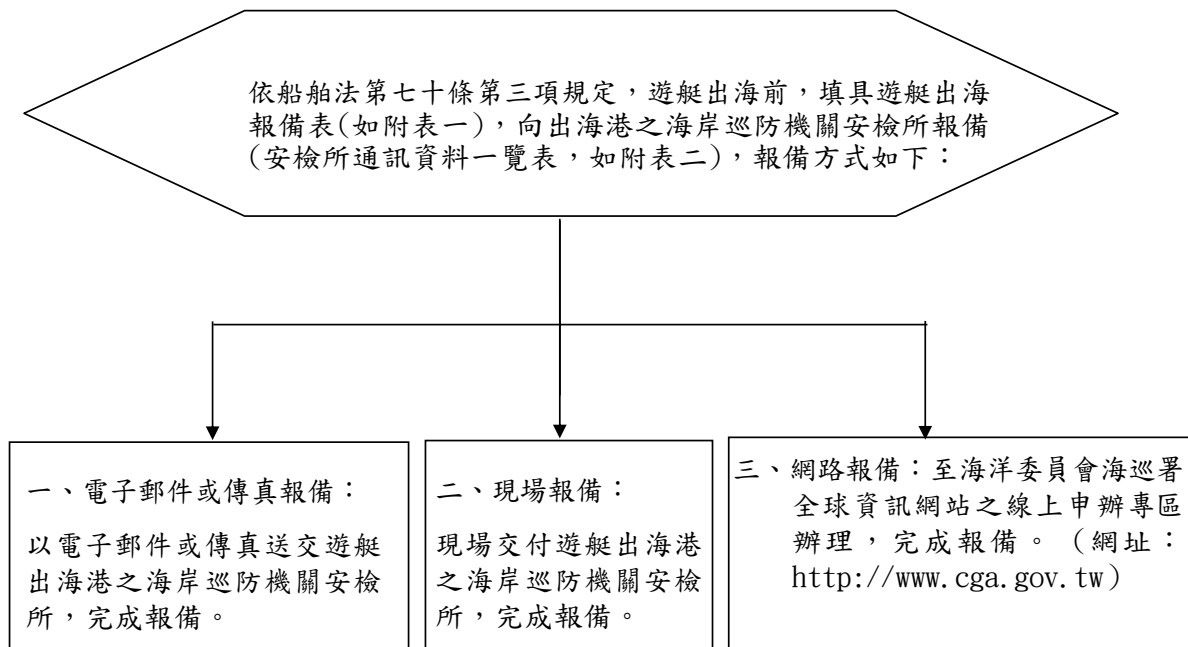 依船舶法第七十條第三項規定，遊艇出海前，填具遊艇出海
報備表(如附表一)，向出海港之海岸巡防機關安檢所報備
(安檢所通訊資料一覽表，如附表二)，報備方式如下：
一、電子郵件或傳真報備：
以電子郵件或傳真送交遊艇
出海港之海岸巡防機關安檢
所，完成報備。
二、現場報備：
現場交付遊艇出海港
之海岸巡防機關安檢
所，完成報備。
三、網路報備：至海洋委員會海巡署
全球資訊網站之線上申辦專區
辦理，完成報備。（網址：
http://www.cga.gov.tw）